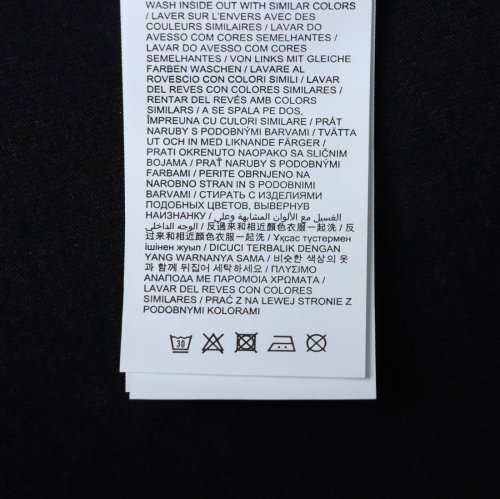 WASH INSIDE OUT WITH SIMILAR COLORS
/ LAVER SUR L'ENVERS AVEC DES
COULEURS SIMILAIRES / LAVAR DO
AVESSO COM CORES SEMELHANTES /
LAVAR DO AVESSO COM CORES
SEMELHANTES / VON LINKS MIT GLEICHE
FARBEN WASCHEN / LAVARE AL
ROVESCIO CON COLORI SIMILI / LAVAR
DEL REVES CON COLORES SIMILARES /
RENTAR DEL REVÉS AMB COLORS
SIMILARS / A SE SPALA PE DOS,
ÎMPREUNA CU CULORI SIMILARE / PRÁT
NARUBY S PODOBNÝMI BARVAMI / TVÄTTA
UT OCH IN MED LIKNANDE FÄRGER /
PRATI OKRENUTO NAOPAKO SA SLIČNIM
BOJAMA / PRAŤ NARUBY S PODOBNÝMI
FARBAMI / PERITE OBRNJENO NA
NAROBNO STRAN IN S PODOBNIMI
BARVAMI / СТИРАТЬ С ИЗДЕЛИЯМИ
ПОДОБНЫХ ЦВЕТОВ, ВЫВЕРНУВ
НАИЗНАНКУ / الغسيل مع الألوان المشابهة وعلى
الوجه الداخلي / 反過來和相近顏色衣服一起洗 / 反
过来和相近颜色衣服一起洗 / Ұқсас түстермен
ішінен жуып / DICUCI TERBALIK DENGAN
YANG WARNANYA SAMA / 비슷한 색상의 옷
과 함께 뒤집어 세탁하세요 / ΠΛΥΣΙΜΟ
ΑΝΑΠΟΔΑ ΜΕ ΠΑΡΟΜΟΙΑ ΧΡΩΜΑΤΑ /
LAVAR DEL REVES CON COLORES
SIMILARES / PRAĆ NA LEWEJ STRONIE Z
PODOBNYMI KOLORAMI
30